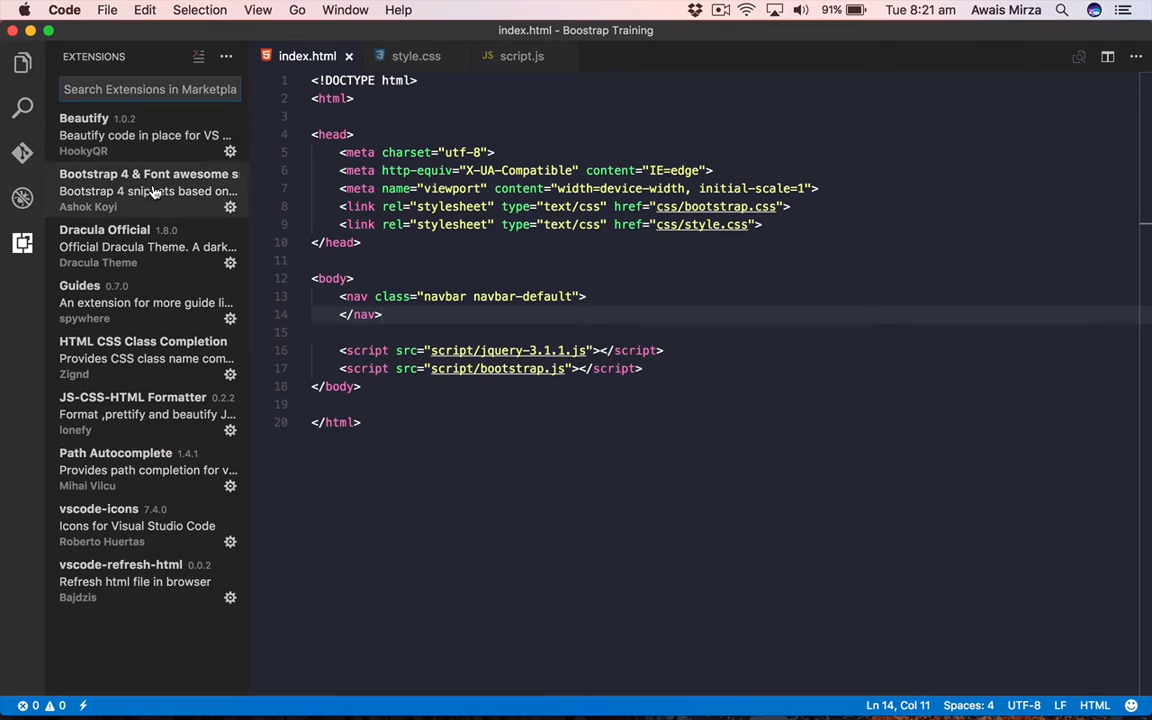 Code File Edit Selection View Go Window Help 91% Tue 8:21 am Awais Mirza
index.html - Boostrap Training
EXTENSIONS
Search Extensions in Marketpla
Beautify 1.0.2
Beautify code in place for VS ...
HookyQR
Bootstrap 4 & Font awesome s
Bootstrap 4 snippets based on...
Ashok Koyi
Dracula Official 1.8.0
Official Dracula Theme. A dark...
Dracula Theme
Guides 0.7.0
An extension for more guide li...
spywhere
HTML CSS Class Completion
Provides CSS class name com...
Zignd
JS-CSS-HTML Formatter 0.2.2
Format ,prettify and beautify J...
lonefy
Path Autocomplete 1.4.1
Provides path completion for v...
Mihai Vilcu
vscode-icons 7.4.0
Icons for Visual Studio Code
Roberto Huertas
vscode-refresh-html 0.0.2
Refresh html file in browser
Bajdzis
index.html style.css JS script.js
1 <!DOCTYPE html>
2 <html>
3
4 <head>
5 <meta charset="utf-8">
6 <meta http-equiv="X-UA-Compatible" content="IE=edge">
7 <meta name="viewport" content="width=device-width, initial-scale=1">
8 <link rel="stylesheet" type="text/css" href="css/bootstrap.css">
9 <link rel="stylesheet" type="text/css" href="css/style.css">
10 </head>
11
12 <body>
13 <nav class="navbar navbar-default">
14 </nav>
15
16 <script src="script/jquery-3.1.1.js"></script>
17 <script src="script/bootstrap.js"></script>
18 </body>
19
20 </html>
0 0 Ln 14, Col 11 Spaces: 4 UTF-8 LF HTML